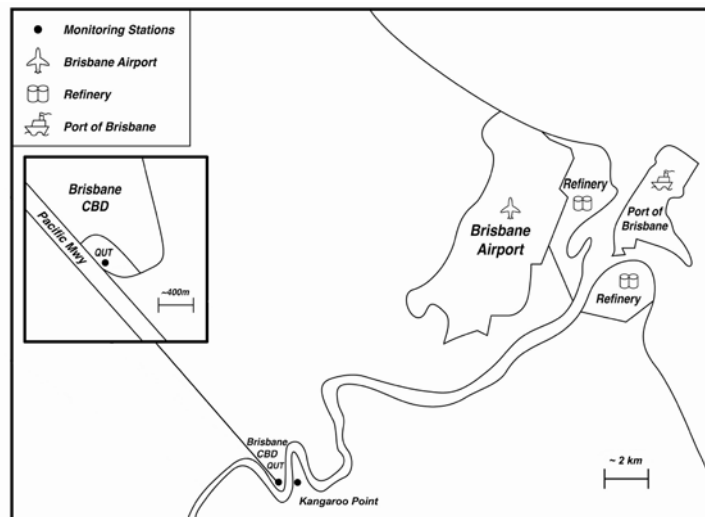 Monitoring Stations
Brisbane Airport
Refinery
Port of Brisbane
Brisbane
CBD
Pacific Mwy
QUT
~400m
Refinery
Port of
Brisbane
Brisbane
Airport
Refinery
Brisbane
CBD
QUT
Kangaroo Point
~ 2 km